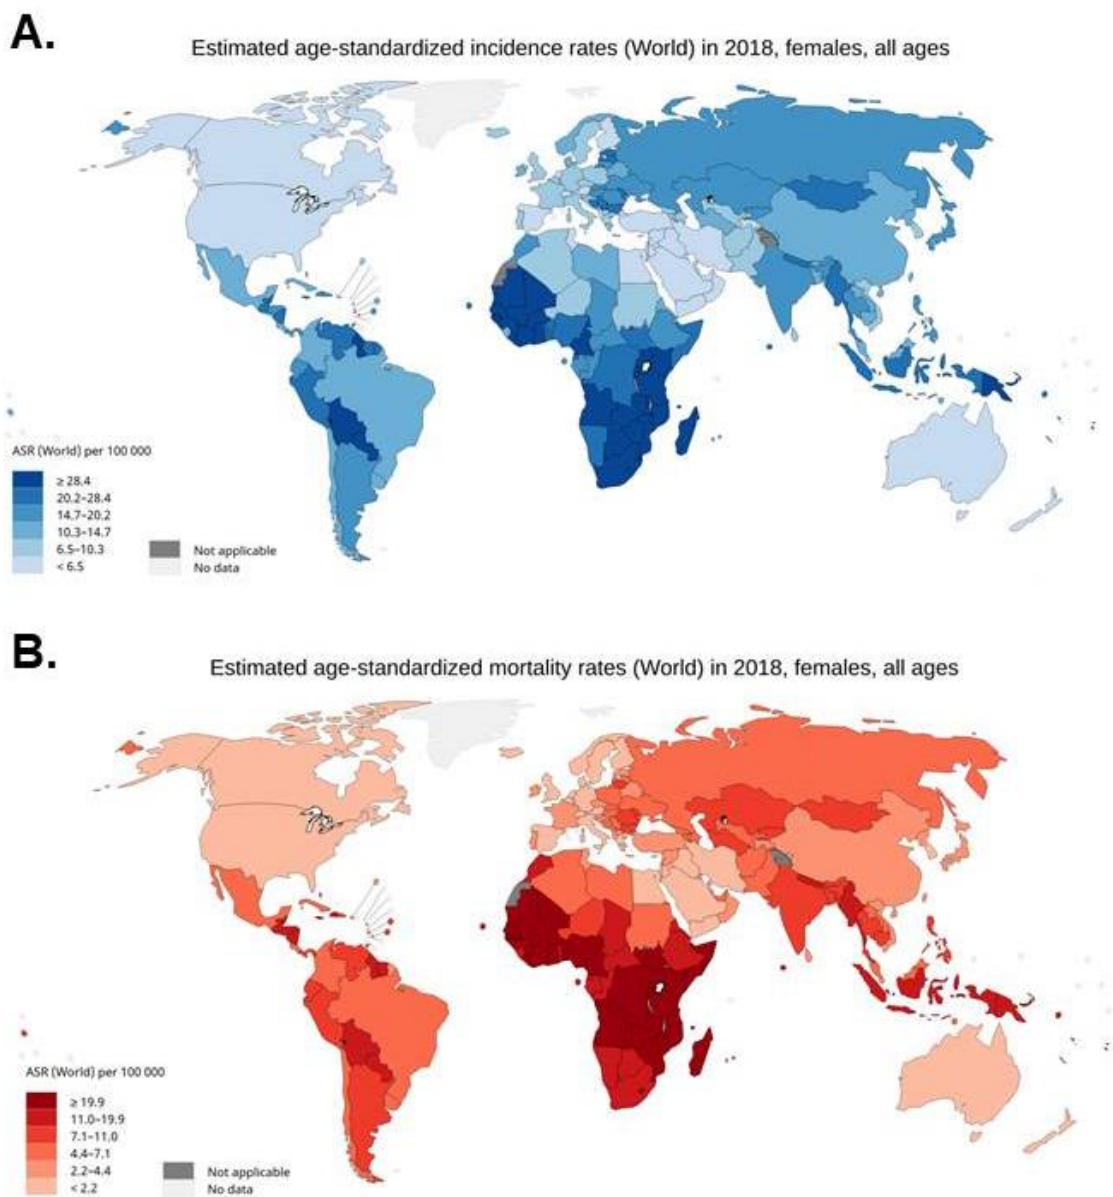 A.
Estimated age-standardized incidence rates (World) in 2018, females, all ages
ASR (World) per 100 000
≥ 28.4
20.2–28.4
14.7–20.2
10.3–14.7
6.5–10.3
< 6.5
Not applicable
No data
B.
Estimated age-standardized mortality rates (World) in 2018, females, all ages
ASR (World) per 100 000
≥ 19.9
11.0–19.9
7.1–11.0
4.4–7.1
2.2–4.4
< 2.2
Not applicable
No data